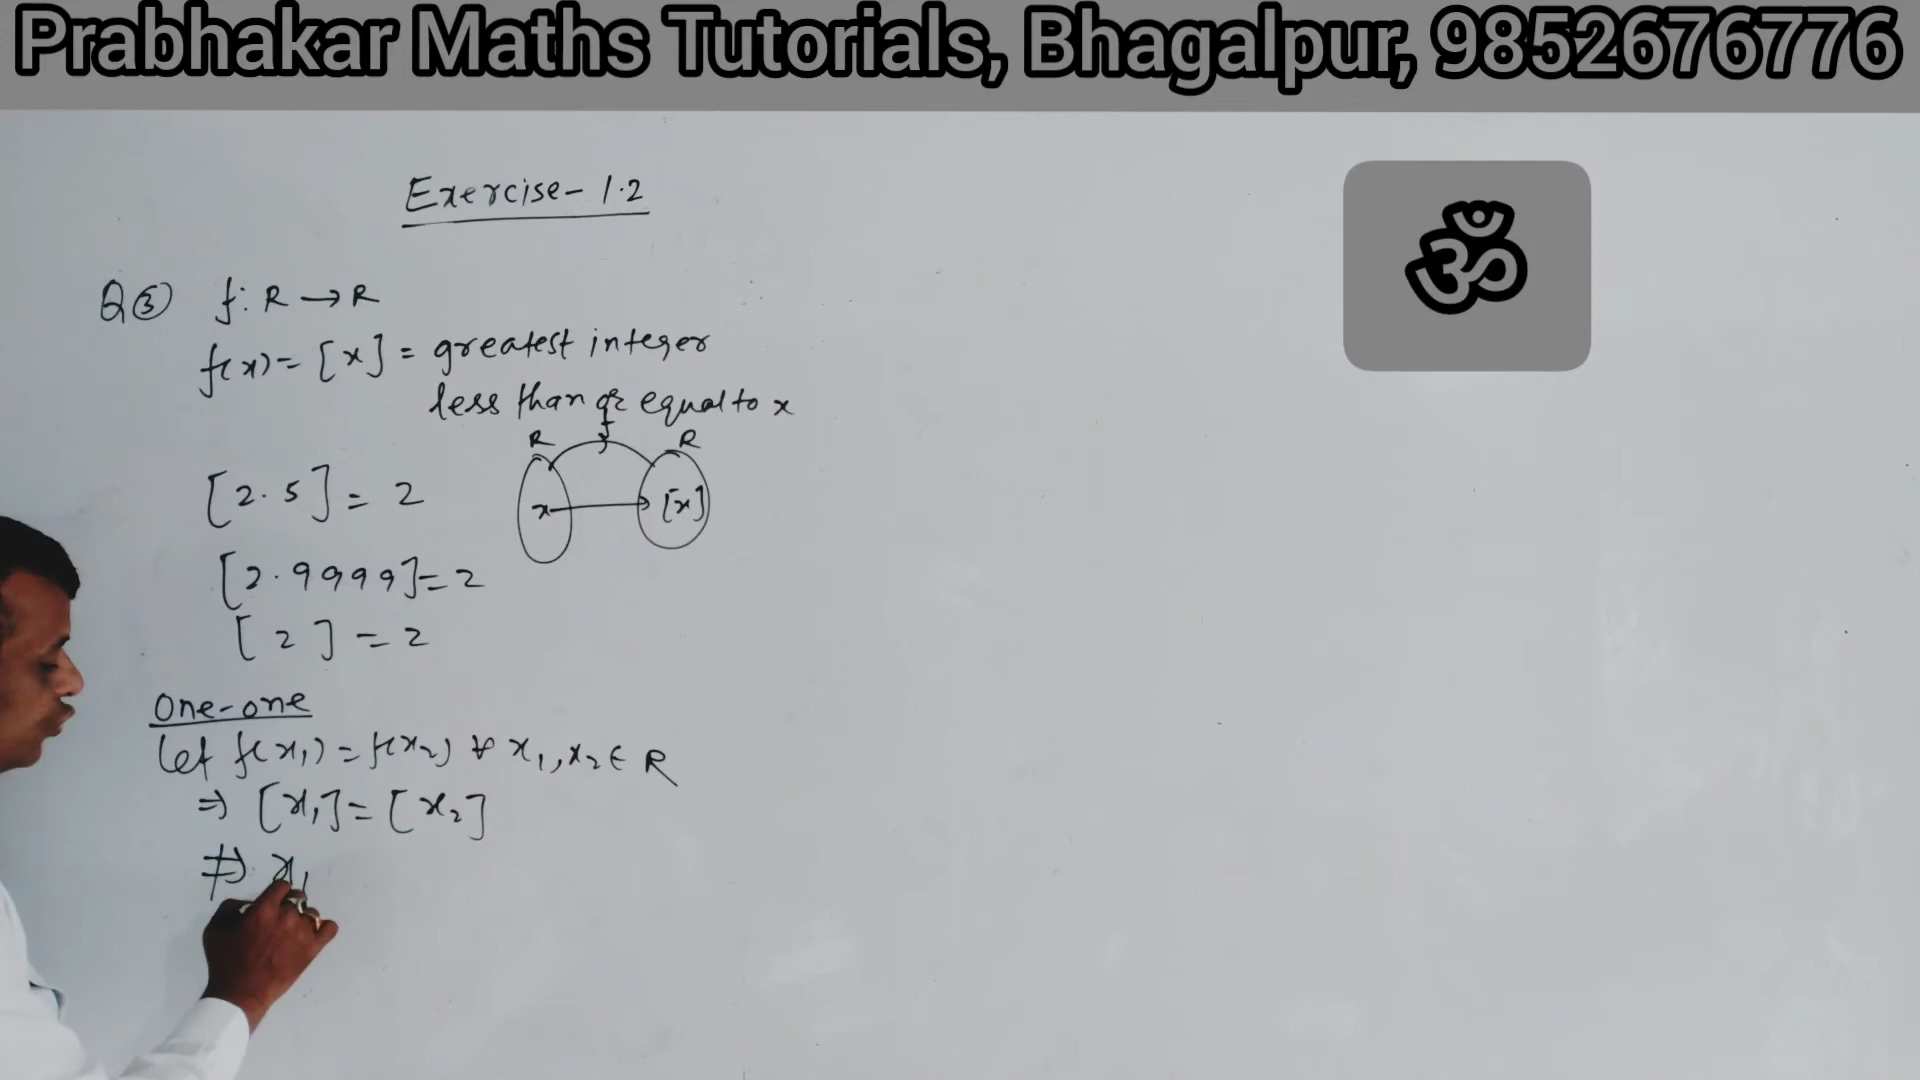 Prabhakar Maths Tutorials, Bhagalpur, 9852676776
ॐ
Exercise - 1.2
Q③ f: R → R
f(x) = [x] = greatest integer
less than or equal to x
f
R R
x [x]
[2.5] = 2
[2.9999] = 2
[2] = 2
One-one
Let f(x₁) = f(x₂) ∀ x₁, x₂ ∈ R
⇒ [x₁] = [x₂]
⇏ x₁